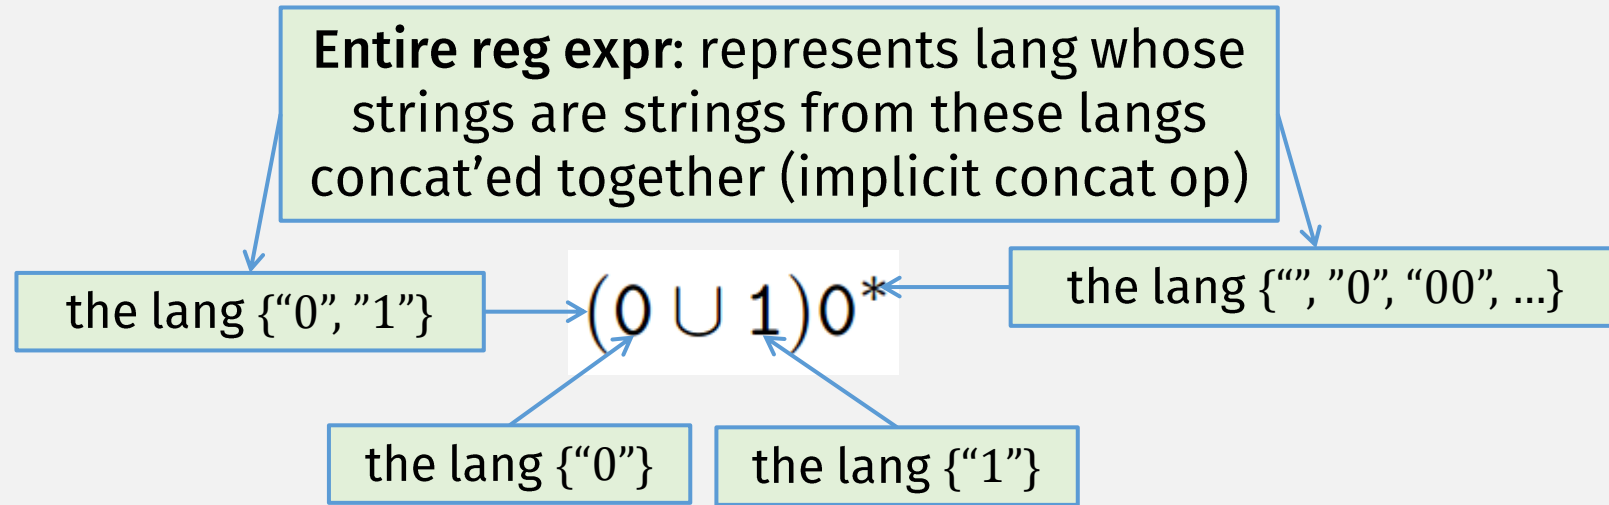 Entire reg expr: represents lang whose
strings are strings from these langs
concat’ed together (implicit concat op)
the lang {“0”, ”1”}
(0 ∪ 1)0*
the lang {“”, ”0”, “00”, ...}
the lang {“0”}
the lang {“1”}